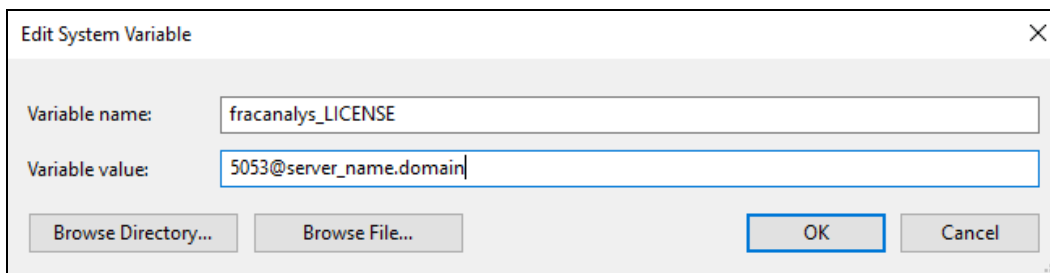 Edit System Variable
Variable name: fracanalys_LICENSE
Variable value: 5053@server_name.domain
Browse Directory... Browse File... OK Cancel